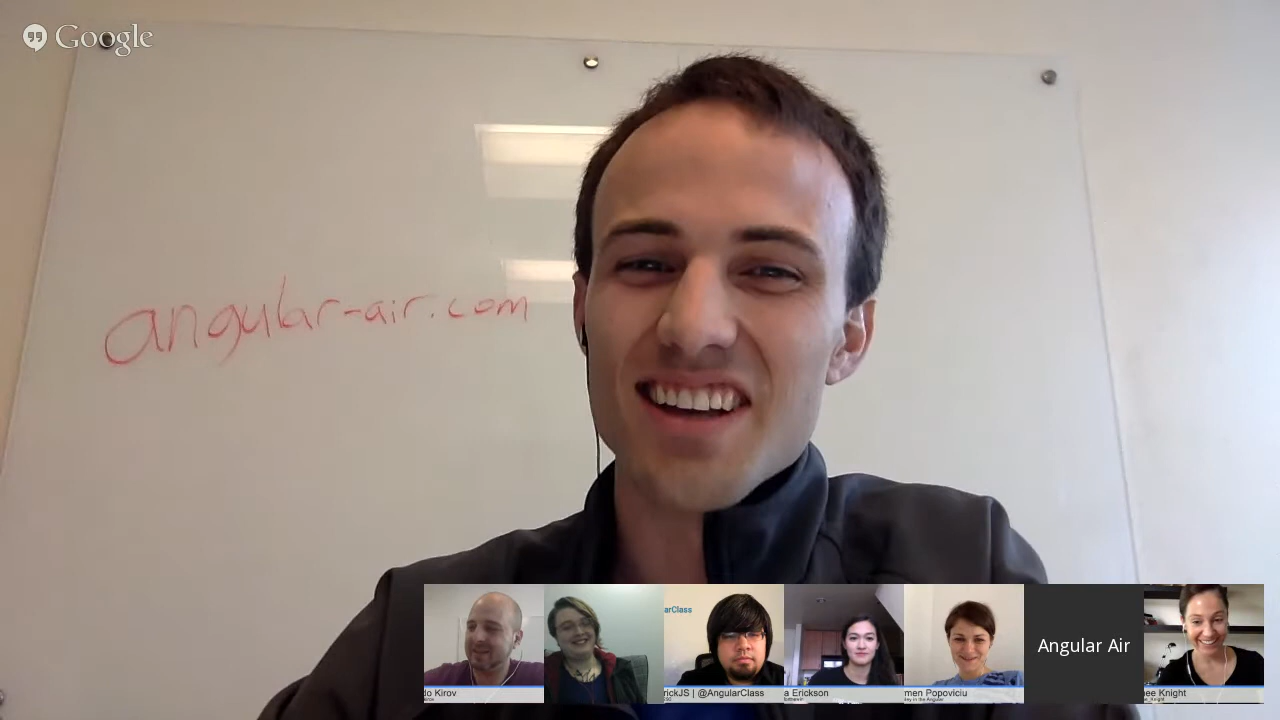 Google
angular-air.com
arClass
do Kirov
rickJS | @AngularClass
a Erickson
men Popoviciu
Angular Air
ee Knight